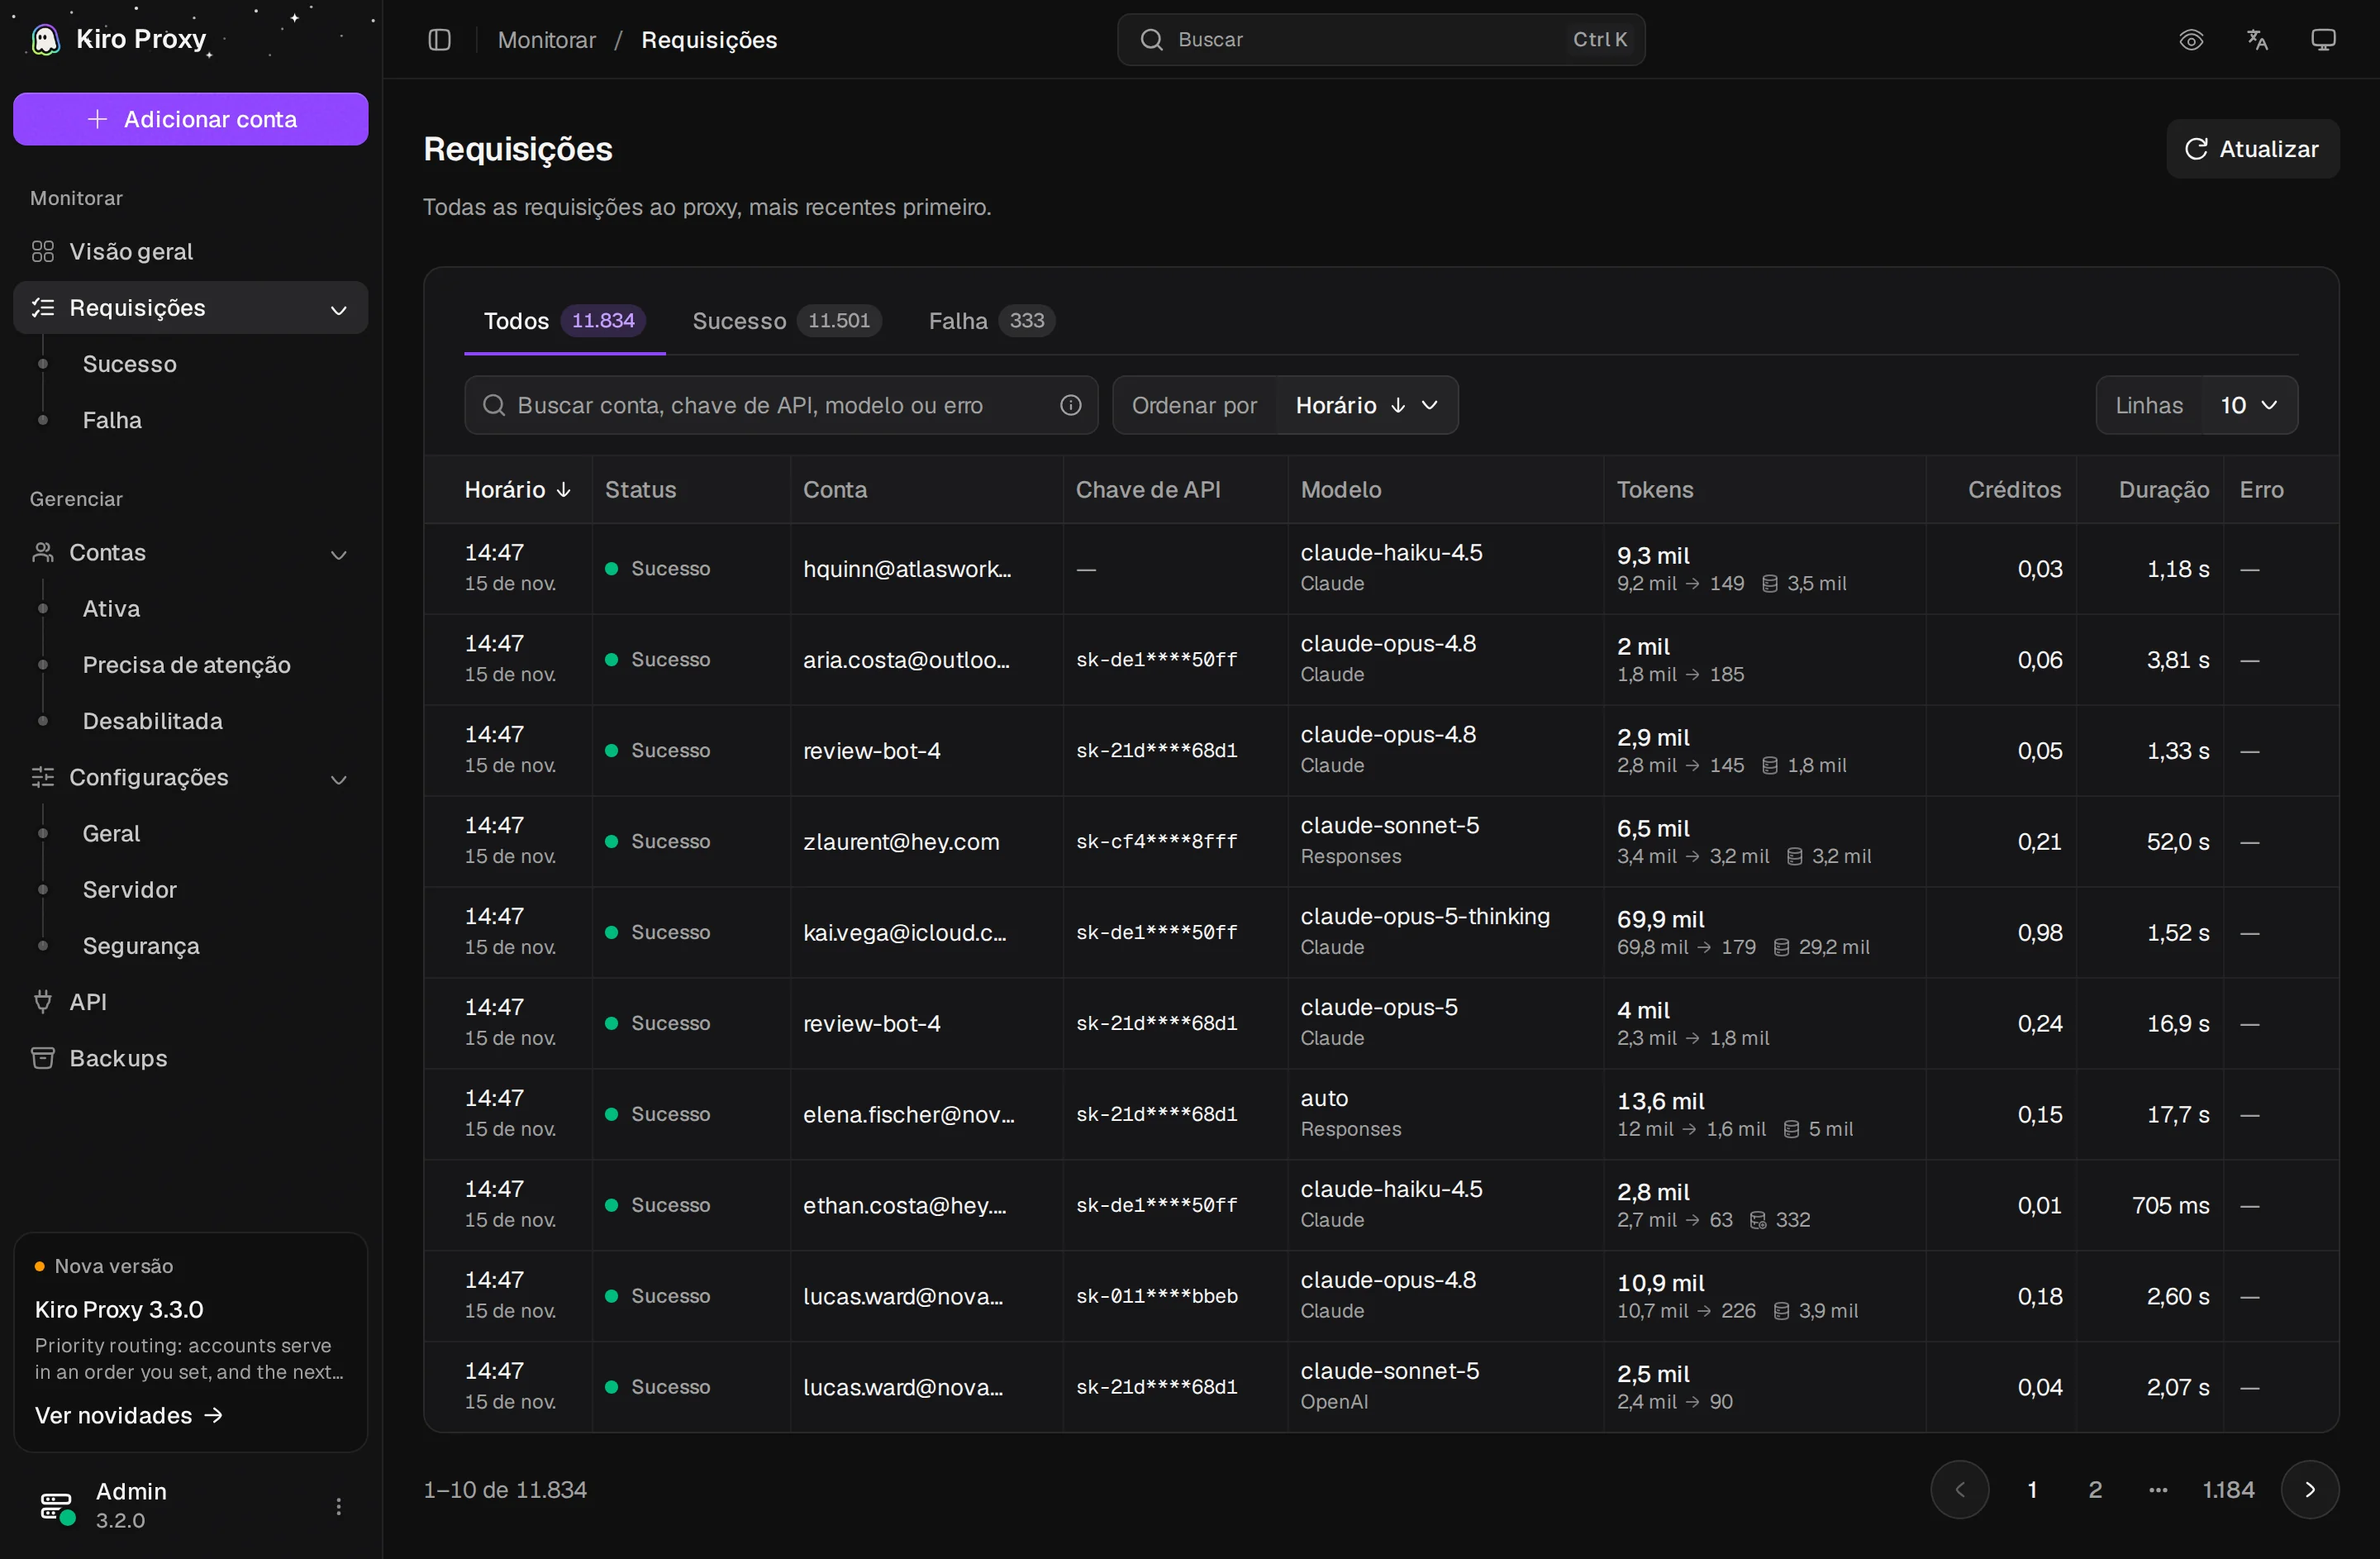 Kiro Proxy
Adicionar conta
Monitorar
Visão geral
Requisições
Sucesso
Falha
Gerenciar
Contas
Ativa
Precisa de atenção
Desabilitada
Configurações
Geral
Servidor
Segurança
API
Backups
Nova versão
Kiro Proxy 3.3.0
Priority routing: accounts serve
in an order you set, and the next…
Ver novidades
Admin
3.2.0
Monitorar / Requisições
Buscar Ctrl K
Requisições
Atualizar
Todas as requisições ao proxy, mais recentes primeiro.
Todos 11.834 Sucesso 11.501 Falha 333
Buscar conta, chave de API, modelo ou erro Ordenar por Horário Linhas 10
Horário Status Conta Chave de API Modelo Tokens Créditos Duração Erro
14:47 claude-haiku-4.5 9,3 mil
Sucesso hquinn@atlaswork… — 0,03 1,18 s —
15 de nov. Claude 9,2 mil → 149 3,5 mil
14:47 claude-opus-4.8 2 mil
Sucesso aria.costa@outloo… sk-de1****50ff 0,06 3,81 s —
15 de nov. Claude 1,8 mil → 185
14:47 claude-opus-4.8 2,9 mil
Sucesso review-bot-4 sk-21d****68d1 0,05 1,33 s —
15 de nov. Claude 2,8 mil → 145 1,8 mil
14:47 claude-sonnet-5 6,5 mil
Sucesso zlaurent@hey.com sk-cf4****8fff 0,21 52,0 s —
15 de nov. Responses 3,4 mil → 3,2 mil 3,2 mil
14:47 claude-opus-5-thinking 69,9 mil
Sucesso kai.vega@icloud.c… sk-de1****50ff 0,98 1,52 s —
15 de nov. Claude 69,8 mil → 179 29,2 mil
14:47 claude-opus-5 4 mil
Sucesso review-bot-4 sk-21d****68d1 0,24 16,9 s —
15 de nov. Claude 2,3 mil → 1,8 mil
14:47 auto 13,6 mil
Sucesso elena.fischer@nov… sk-21d****68d1 0,15 17,7 s —
15 de nov. Responses 12 mil → 1,6 mil 5 mil
14:47 claude-haiku-4.5 2,8 mil
Sucesso ethan.costa@hey.… sk-de1****50ff 0,01 705 ms —
15 de nov. Claude 2,7 mil → 63 332
14:47 claude-opus-4.8 10,9 mil
Sucesso lucas.ward@nova… sk-011****bbeb 0,18 2,60 s —
15 de nov. Claude 10,7 mil → 226 3,9 mil
14:47 claude-sonnet-5 2,5 mil
Sucesso lucas.ward@nova… sk-21d****68d1 0,04 2,07 s —
15 de nov. OpenAI 2,4 mil → 90
1–10 de 11.834 1 2 ••• 1.184